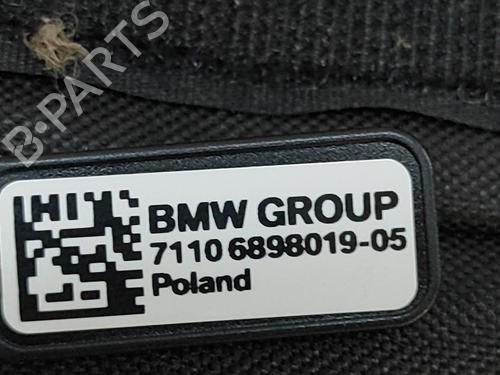 B-PARTS
BMW GROUP
7110 6898019-05
Poland